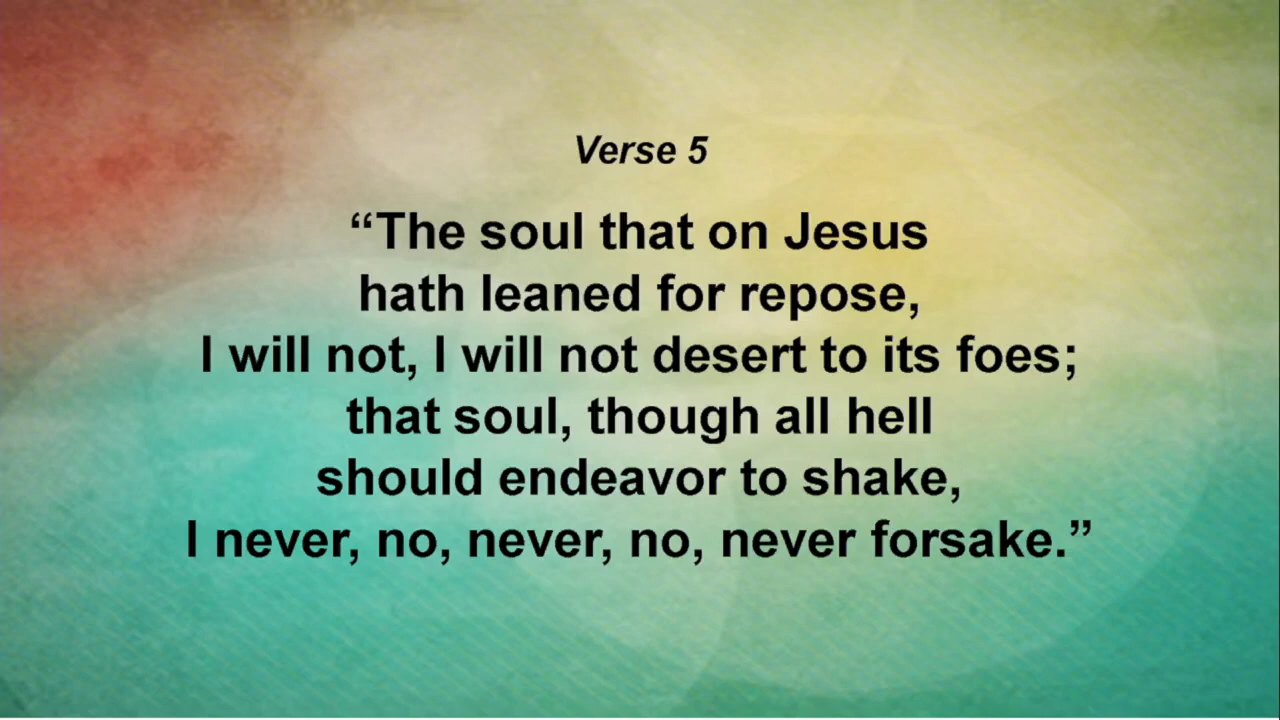 Verse 5
“The soul that on Jesus
hath leaned for repose,
I will not, I will not desert to its foes;
that soul, though all hell
should endeavor to shake,
I never, no, never, no, never forsake.”